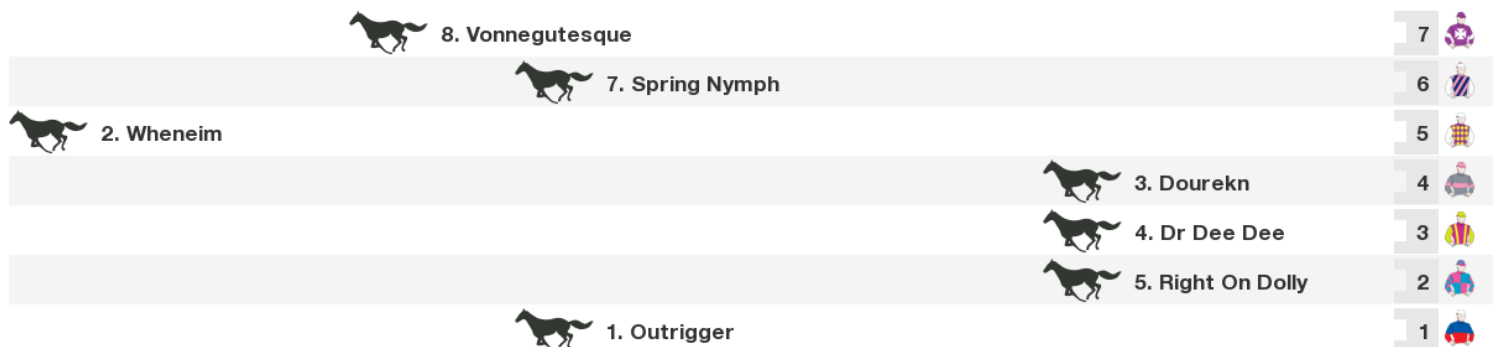 8. Vonnegutesque 7
7. Spring Nymph 6
2. Wheneim 5
3. Dourekn 4
4. Dr Dee Dee 3
5. Right On Dolly 2
1. Outrigger 1